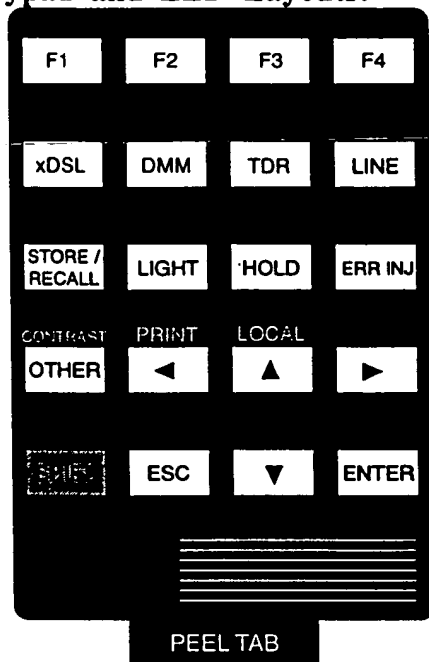 F1 F2 F3 F4
xDSL DMM TDR LINE
STORE / RECALL LIGHT HOLD ERR INJ
CONTRAST PRINT LOCAL
OTHER ◄ ▲ ►
ESC ▼ ENTER
PEEL TAB